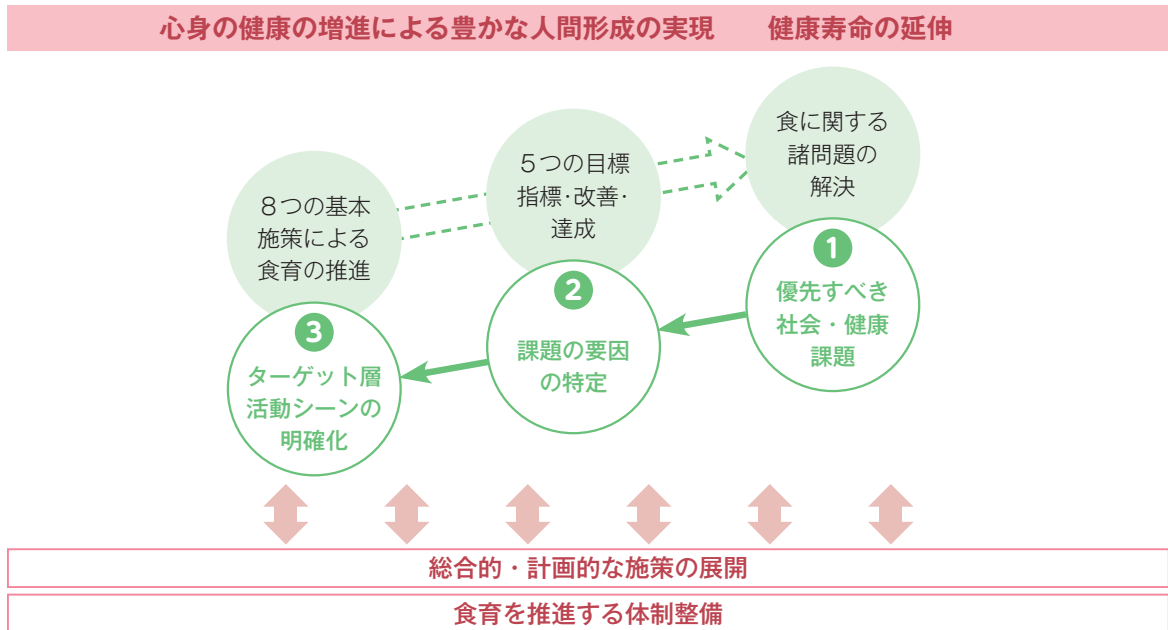 心身の健康の増進による豊かな人間形成の実現　　健康寿命の延伸
８つの基本
施策による
食育の推進
５つの目標
指標・改善・
達成
食に関する
諸問題の
解決
❶
優先すべき
社会・健康
課題
❷
課題の要因
の特定
❸
ターゲット層
活動シーンの
明確化
総合的・計画的な施策の展開
食育を推進する体制整備